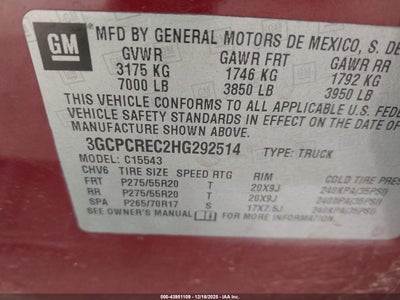 GM
MFD BY GENERAL MOTORS DE MEXICO, S. DE
GVWR GAWR FRT GAWR RR
3175 KG 1746 KG 1792 KG
7000 LB 3850 LB 3950 LB
THIS VEHICLE CONFORMS TO ALL APPLICABLE U.S. FEDE
VEHICLE SAFETY STANDARDS IN EFFECT ON THE DATE
MANUFACTURE SHOWN ABOVE.
3GCPCREC2HG292514 TYPE: TRUCK
MODEL: C15543
CHV6 TIRE SIZE SPEED RTG RIM COLD TIRE PRES
FRT P275/55R20 T 20X9J 240KPA(35PSI)
RR P275/55R20 T 20X9J 240KPA(35PSI)
SPA P265/70R17 S 17X7.5J 240KPA(35PSI)
SEE OWNER'S MANUAL FOR MORE INFORMATION.
000-43951109 - 12/18/2025 - IAAI.COM